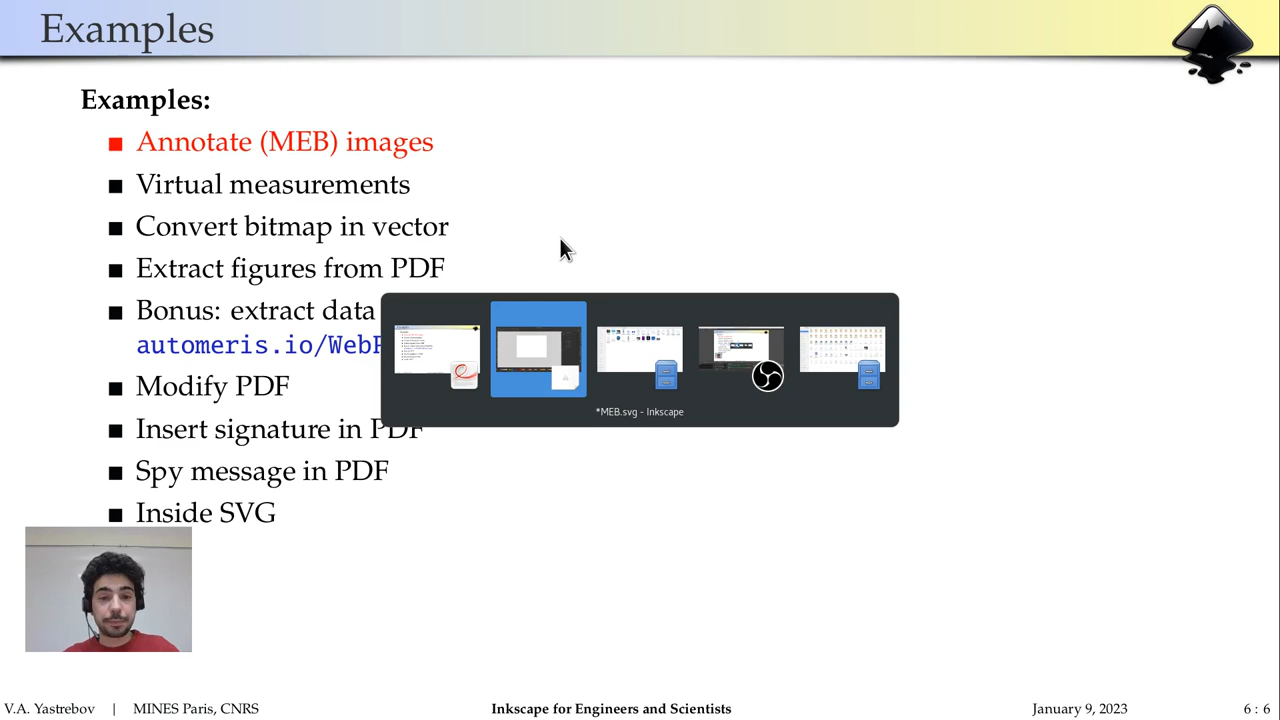 Examples
Examples:
Annotate (MEB) images
Virtual measurements
Convert bitmap in vector
Extract figures from PDF
Bonus: extract data
automeris.io/WebP
*MEB.svg - Inkscape
Modify PDF
Insert signature in PDF
Spy message in PDF
Inside SVG
V.A. Yastrebov | MINES Paris, CNRS
Inkscape for Engineers and Scientists
January 9, 2023
6 : 6